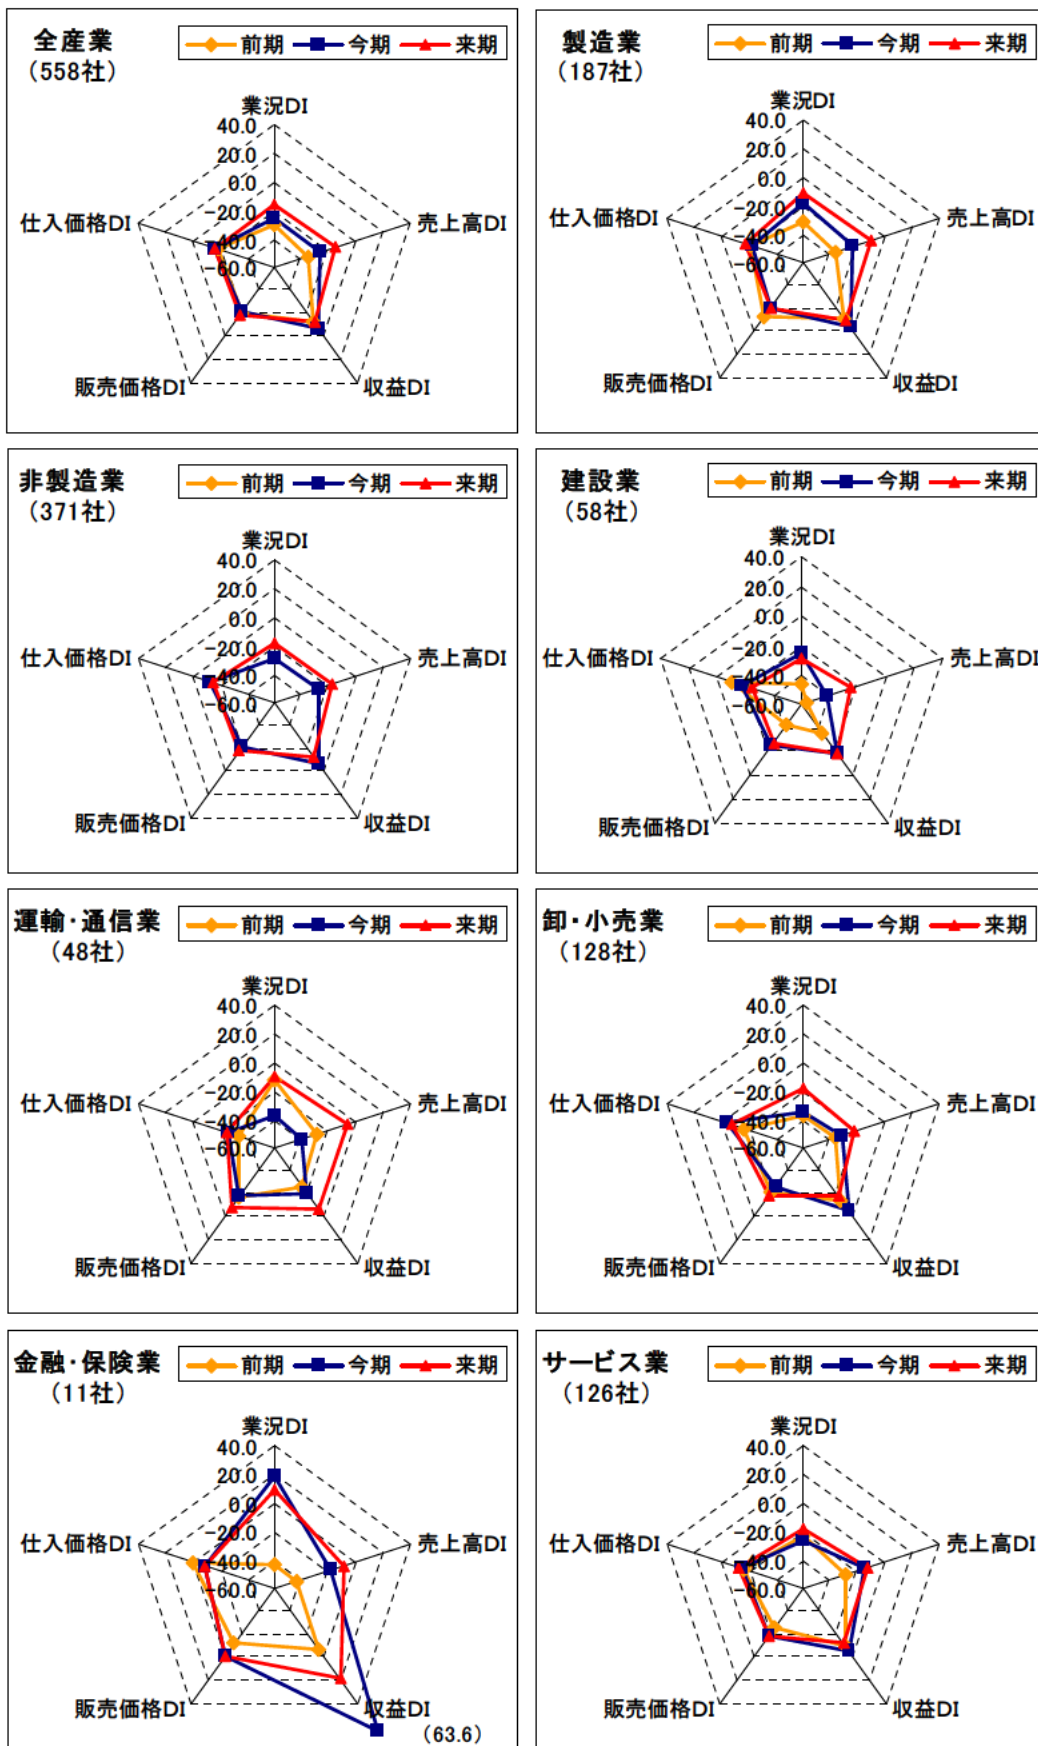 全産業
(558社)
前期 今期 来期
業況DI
40.0
20.0
0.0
-20.0
-40.0
-60.0
仕入価格DI
売上高DI
販売価格DI
収益DI
製造業
(187社)
前期 今期 来期
業況DI
40.0
20.0
0.0
-20.0
-40.0
-60.0
仕入価格DI
売上高DI
販売価格DI
収益DI
非製造業
(371社)
前期 今期 来期
業況DI
40.0
20.0
0.0
-20.0
-40.0
-60.0
仕入価格DI
売上高DI
販売価格DI
収益DI
建設業
(58社)
前期 今期 来期
業況DI
40.0
20.0
0.0
-20.0
-40.0
-60.0
仕入価格DI
売上高DI
販売価格DI
収益DI
運輸・通信業
(48社)
前期 今期 来期
業況DI
40.0
20.0
0.0
-20.0
-40.0
-60.0
仕入価格DI
売上高DI
販売価格DI
収益DI
卸・小売業
(128社)
前期 今期 来期
業況DI
40.0
20.0
0.0
-20.0
-40.0
-60.0
仕入価格DI
売上高DI
販売価格DI
収益DI
金融・保険業
(11社)
前期 今期 来期
業況DI
40.0
20.0
0.0
-20.0
-40.0
-60.0
仕入価格DI
売上高DI
販売価格DI
収益DI
(63.6)
サービス業
(126社)
前期 今期 来期
業況DI
40.0
20.0
0.0
-20.0
-40.0
-60.0
仕入価格DI
売上高DI
販売価格DI
収益DI